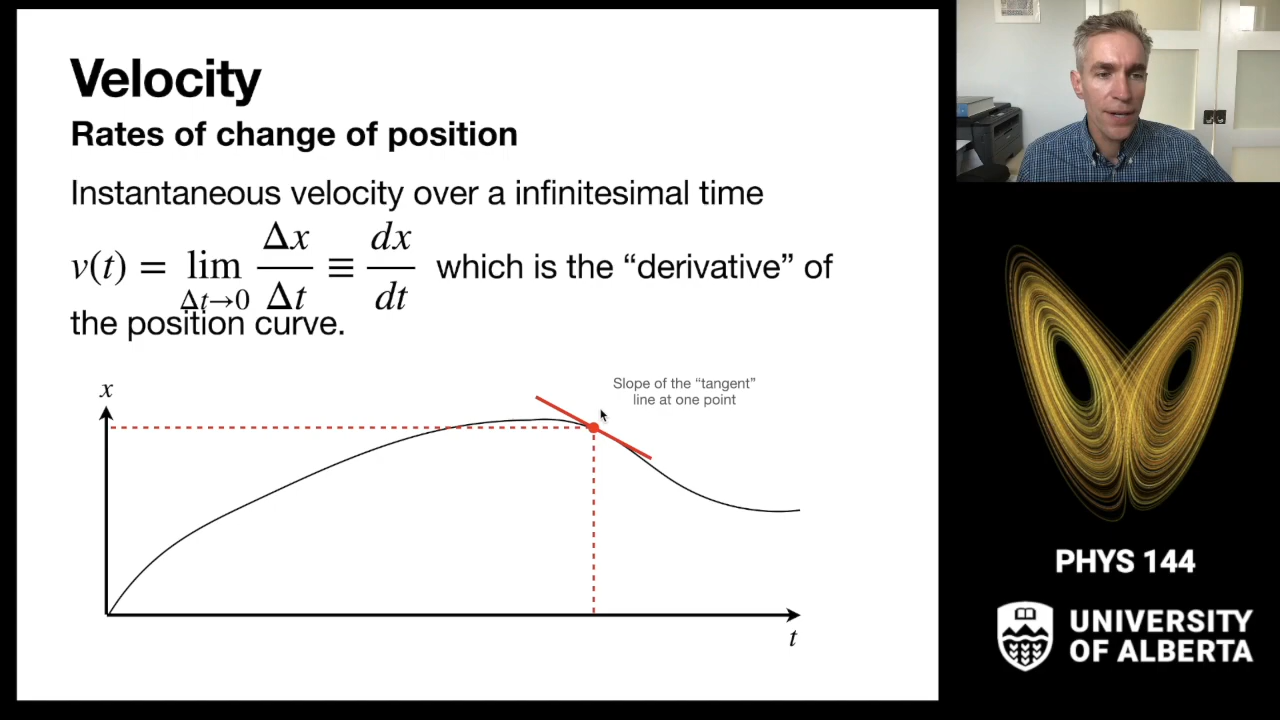 Velocity
Rates of change of position
Instantaneous velocity over a infinitesimal time
v(t) = lim Δt→0 Δx/Δt ≡ dx/dt which is the “derivative” of
the position curve.
x
Slope of the “tangent”
line at one point
t
PHYS 144
UNIVERSITY
OF ALBERTA